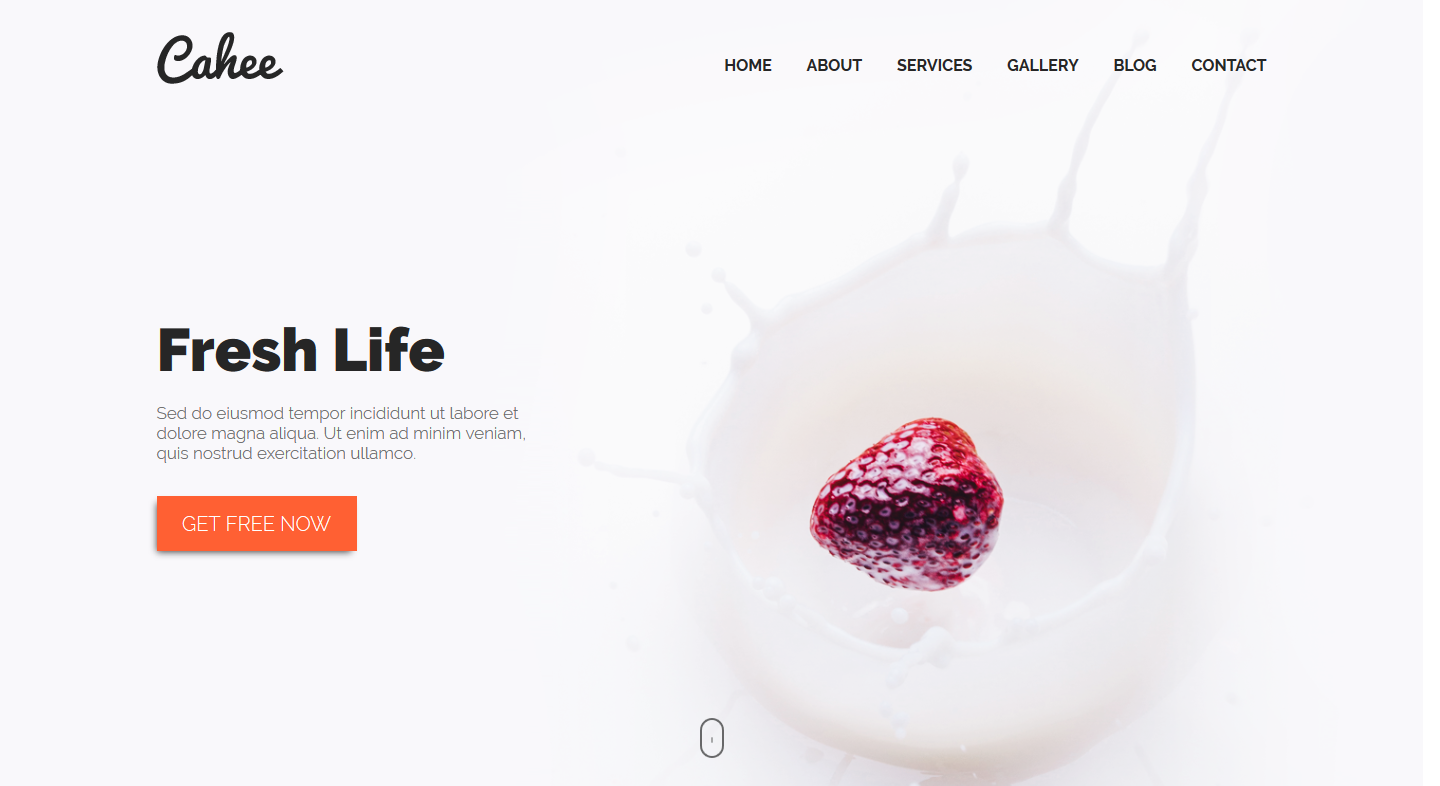 Cahee
HOME ABOUT SERVICES GALLERY BLOG CONTACT
Fresh Life
Sed do eiusmod tempor incididunt ut labore et
dolore magna aliqua. Ut enim ad minim veniam,
quis nostrud exercitation ullamco.
GET FREE NOW